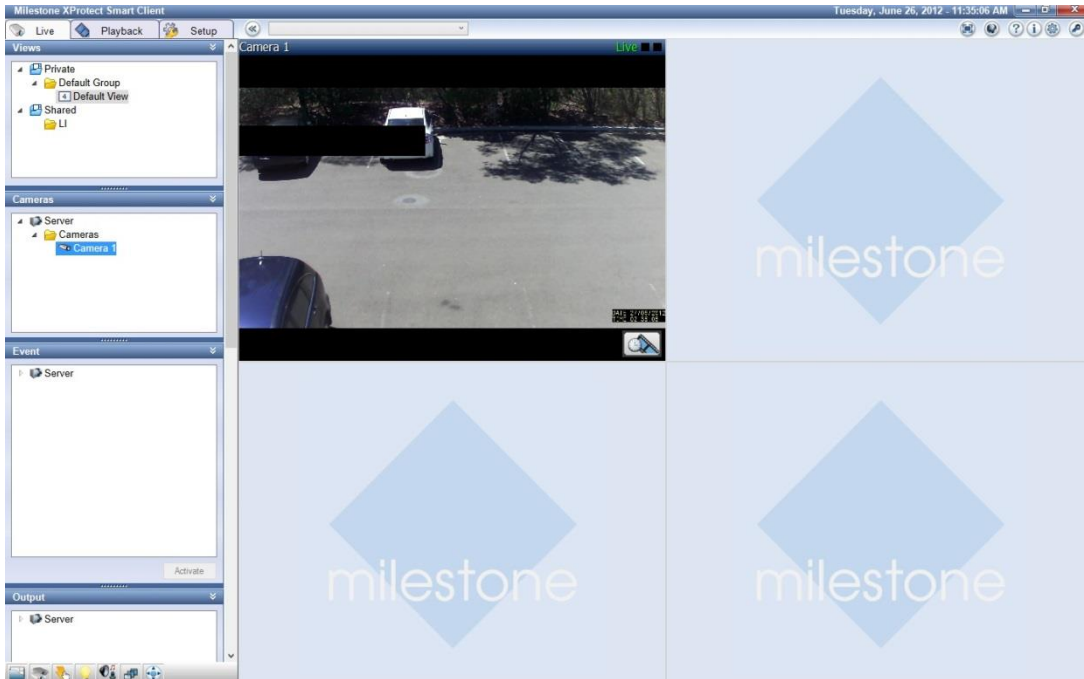 Milestone XProtect Smart Client
Tuesday, June 26, 2012 - 11:35:06 AM
Live
Playback
Setup
Views
Private
Default Group
4 Default View
Shared
LI
Cameras
Server
Cameras
Camera 1
Event
Server
Activate
Output
Server
Camera 1
Live
milestone
milestone
milestone